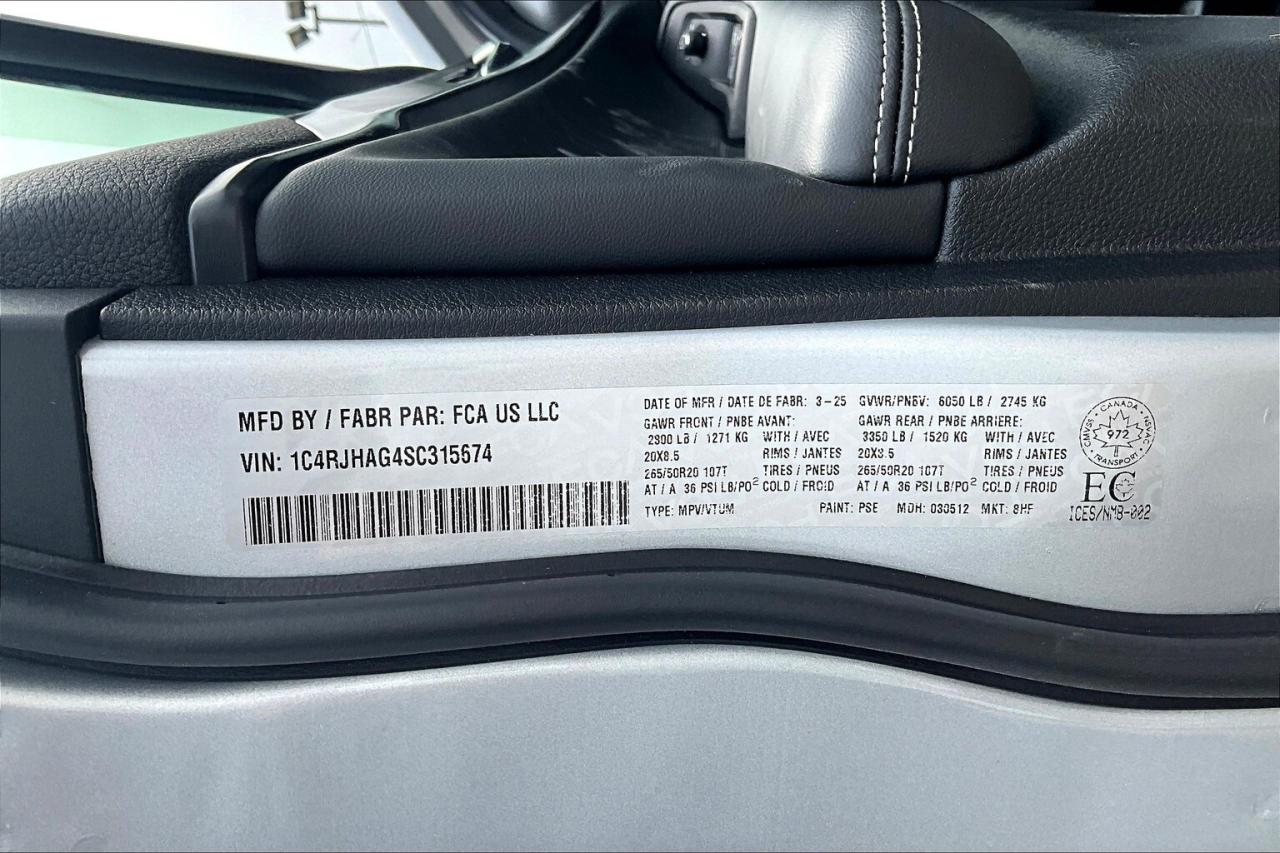 MFD BY / FABR PAR: FCA US LLC
VIN: 1C4RJHAG4SC315674
DATE OF MFR / DATE DE FABR: 3-25 GVWR/PNBV: 6050 LB / 2745 KG
GAWR FRONT / PNBE AVANT: GAWR REAR / PNBE ARRIERE:
2800 LB / 1271 KG WITH / AVEC 3350 LB / 1520 KG WITH / AVEC
20X8.5 RIMS / JANTES 20X8.5 RIMS / JANTES
265/50R20 107T TIRES / PNEUS 265/50R20 107T TIRES / PNEUS
AT / A 36 PSI LB/PO² COLD / FROID AT / A 36 PSI LB/PO² COLD / FROID
TYPE: MPV/VTUM PAINT: PSE MDH: 030512 MKT: 8HF
CANADA
CMVSS NSVAC
972
TRANSPORT
EC
ICES/NMB-002